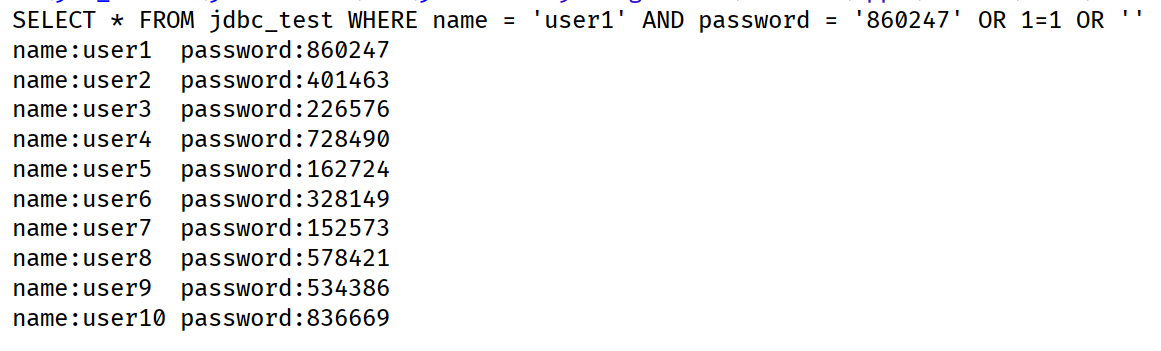 SELECT * FROM jdbc_test WHERE name = 'user1' AND password = '860247' OR 1=1 OR ''
name:user1  password:860247
name:user2  password:401463
name:user3  password:226576
name:user4  password:728490
name:user5  password:162724
name:user6  password:328149
name:user7  password:152573
name:user8  password:578421
name:user9  password:534386
name:user10 password:836669